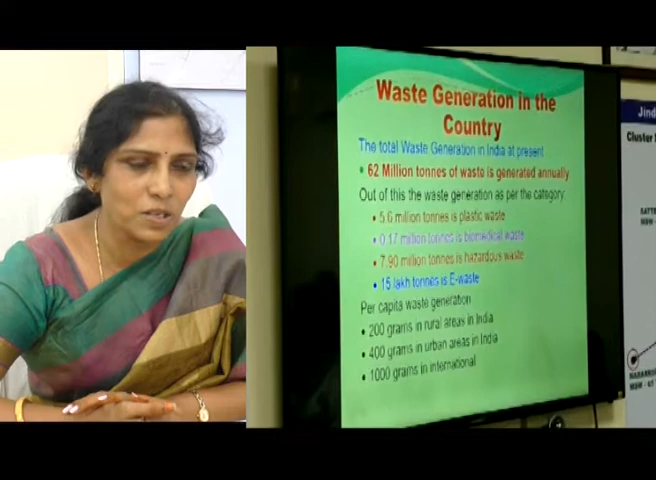 Waste Generation in the
Country
The total Waste Generation in India at present
62 Million tonnes of waste is generated annually
Out of this the waste generation as per the category:
5.6 million tonnes is plastic waste
0.17 million tonnes is biomedical waste
7.90 million tonnes is hazardous waste
15 lakh tonnes is E-waste
Per capita waste generation
200 grams in rural areas in India
400 grams in urban areas in India
1000 grams in international
Jind
Cluster